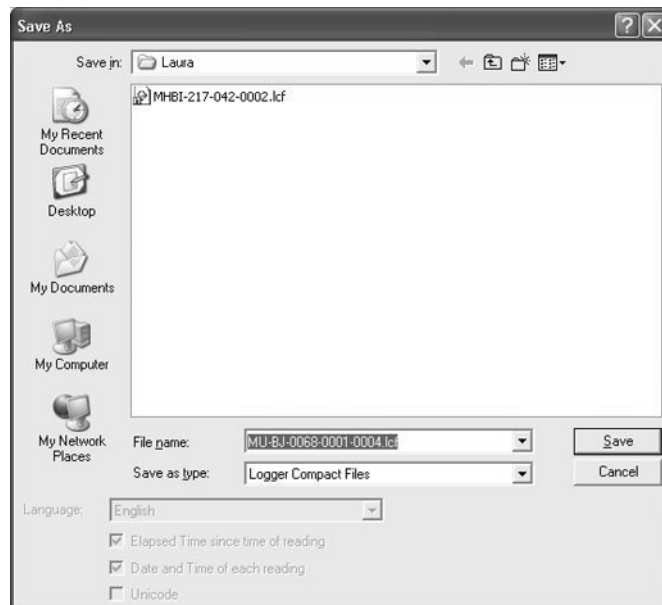 Save As
Save in: Laura
MHBI-217-042-0002.lcf
My Recent
Documents
Desktop
My Documents
My Computer
My Network
Places
File name: MU-BJ-0068-0001-0004.lcf
Save
Save as type: Logger Compact Files
Cancel
Language: English
Elapsed Time since time of reading
Date and Time of each reading
Unicode